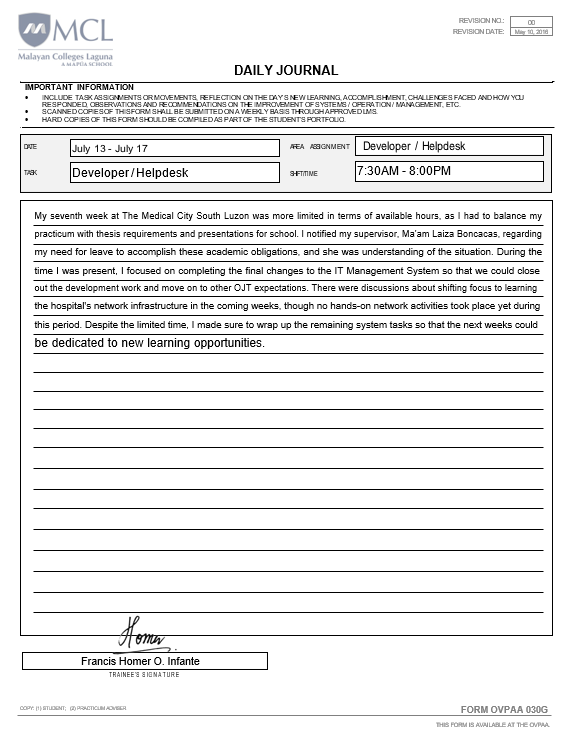 MCL
Malayan Colleges Laguna
A MAPUA SCHOOL
REVISION NO.: 00
REVISION DATE: May 10, 2018
DAILY JOURNAL
IMPORTANT INFORMATION
• INCLUDE TASK ASSIGNMENTS OR MOVEMENTS, REFLECTION ON THE DAY'S NEW LEARNING, ACCOMPLISHMENT, CHALLENGES FACED AND HOW YOU
RESPONDED, OBSERVATIONS AND RECOMMENDATIONS ON THE IMPROVEMENT OF SYSTEMS / OPERATION / MANAGEMENT, ETC.
• SCANNED COPIES OF THIS FORM SHALL BE SUBMITTED ON A WEEKLY BASIS THROUGH APPROVED LMS.
• HARD COPIES OF THIS FORM SHOULD BE COMPILED AS PART OF THE STUDENT'S PORTFOLIO.
DATE July 13 - July 17 AREA ASSIGNMENT Developer / Helpdesk
TASK Developer / Helpdesk SHIFT/TIME 7:30AM - 8:00PM
My seventh week at The Medical City South Luzon was more limited in terms of available hours, as I had to balance my
practicum with thesis requirements and presentations for school. I notified my supervisor, Ma'am Laiza Boncacas, regarding
my need for leave to accomplish these academic obligations, and she was understanding of the situation. During the
time I was present, I focused on completing the final changes to the IT Management System so that we could close
out the development work and move on to other OJT expectations. There were discussions about shifting focus to learning
the hospital's network infrastructure in the coming weeks, though no hands-on network activities took place yet during
this period. Despite the limited time, I made sure to wrap up the remaining system tasks so that the next weeks could
be dedicated to new learning opportunities.
Homer
Francis Homer O. Infante
TRAINEE'S SIGNATURE
COPY: (1) STUDENT; (2) PRACTICUM ADVISER
FORM OVPAA 030G
THIS FORM IS AVAILABLE AT THE OVPAA.